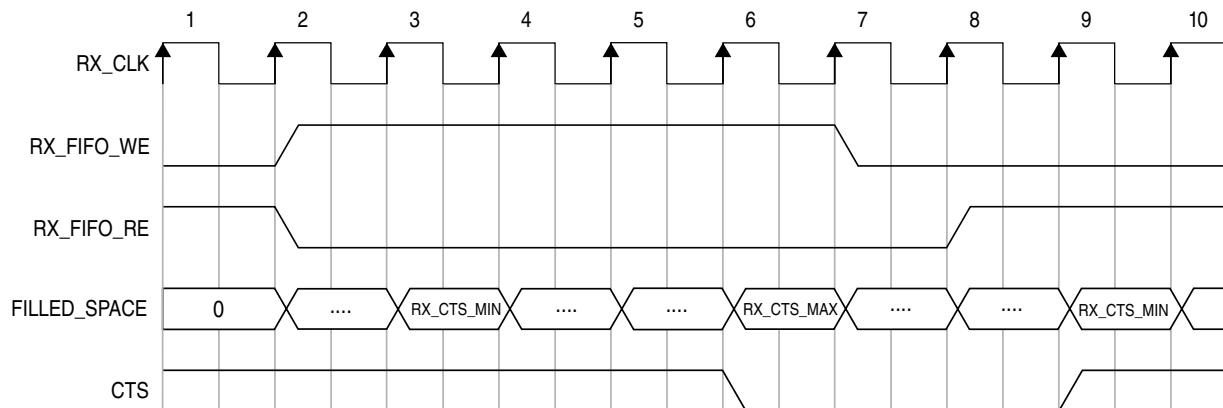 1 2 3 4 5 6 7 8 9 10
RX_CLK
RX_FIFO_WE
RX_FIFO_RE
FILLED_SPACE 0 .... RX_CTS_MIN .... .... RX_CTS_MAX .... .... RX_CTS_MIN
CTS